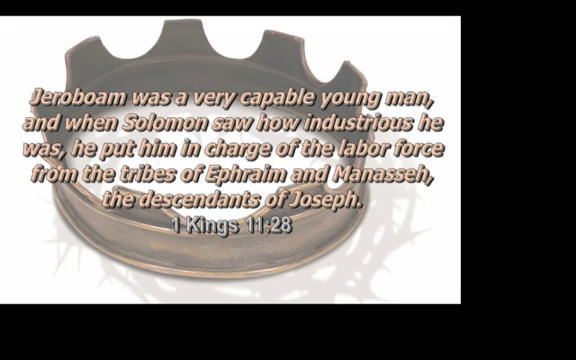 Jeroboam was a very capable young man,
and when Solomon saw how industrious he
was, he put him in charge of the labor force
from the tribes of Ephraim and Manasseh,
the descendants of Joseph.
1 Kings 11:28